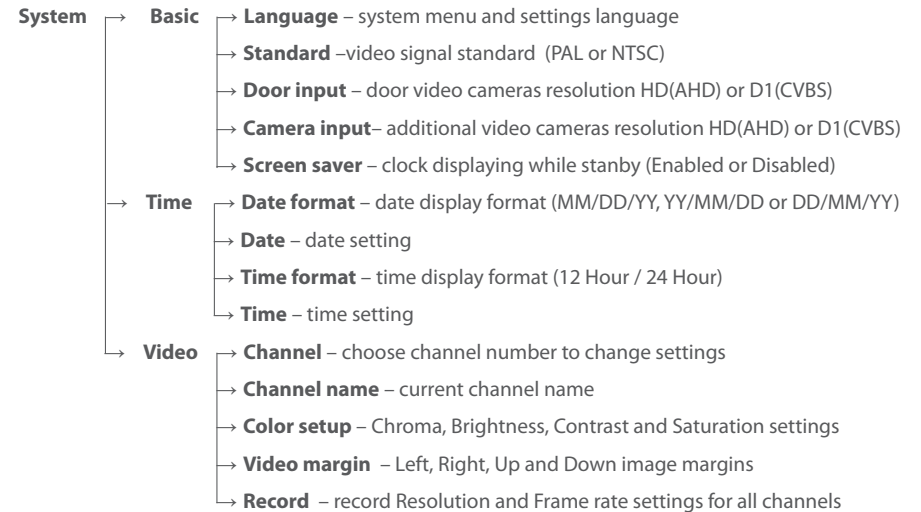 System → Basic → Language – system menu and settings language
→ Standard –video signal standard (PAL or NTSC)
→ Door input – door video cameras resolution HD(AHD) or D1(CVBS)
→ Camera input– additional video cameras resolution HD(AHD) or D1(CVBS)
→ Screen saver – clock displaying while stanby (Enabled or Disabled)
→ Time → Date format – date display format (MM/DD/YY, YY/MM/DD or DD/MM/YY)
→ Date – date setting
→ Time format – time display format (12 Hour / 24 Hour)
→ Time – time setting
→ Video → Channel – choose channel number to change settings
→ Channel name – current channel name
→ Color setup – Chroma, Brightness, Contrast and Saturation settings
→ Video margin – Left, Right, Up and Down image margins
→ Record – record Resolution and Frame rate settings for all channels